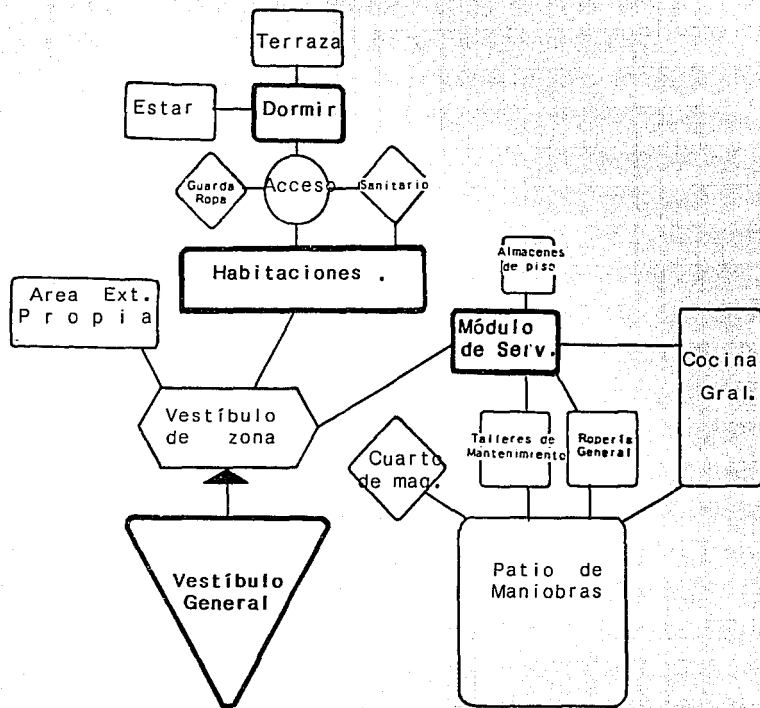 Terraza
Estar
Dormir
Guarda
Ropa
Acceso
Sanitario
Habitaciones .
Almacenes
de piso
Area Ext.
Propia
Módulo
de Serv.
Cocina
Gral.
Vestíbulo
de zona
Talleres de
Mantenimiento
Ropería
General
Cuarto
de maq.
Vestíbulo
General
Patio de
Maniobras